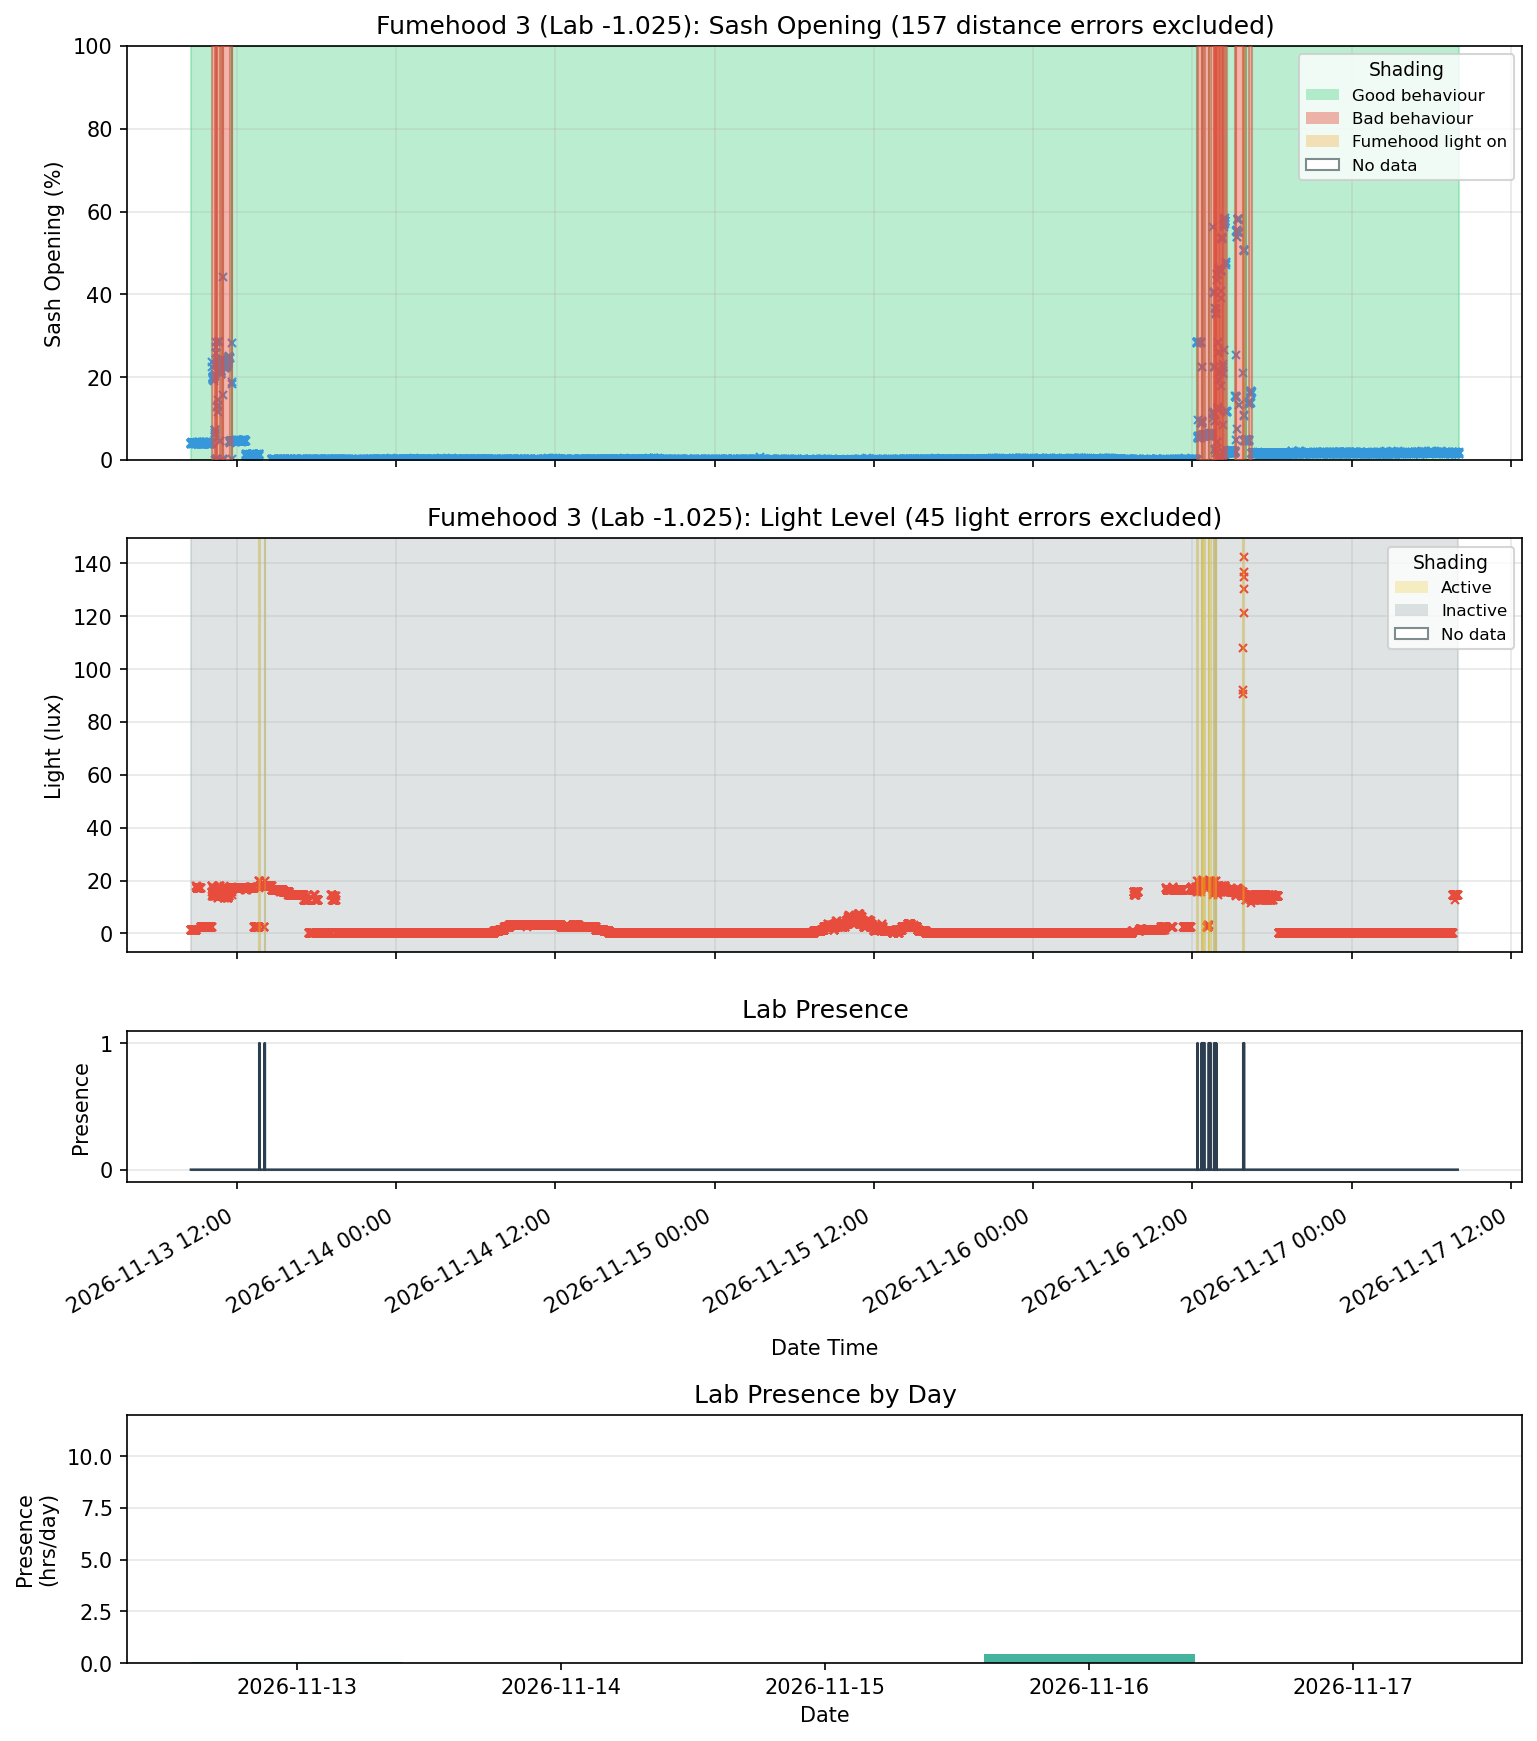 Fumehood 3 (Lab -1.025): Sash Opening (157 distance errors excluded)
Sash Opening (%)
100
80
60
40
20
0
Shading
Good behaviour
Bad behaviour
Fumehood light on
No data
Fumehood 3 (Lab -1.025): Light Level (45 light errors excluded)
Light (lux)
140
120
100
80
60
40
20
0
Shading
Active
Inactive
No data
Lab Presence
Presence
1
0
2026-11-13 12:00
2026-11-14 00:00
2026-11-14 12:00
2026-11-15 00:00
2026-11-15 12:00
2026-11-16 00:00
2026-11-16 12:00
2026-11-17 00:00
2026-11-17 12:00
Date Time
Lab Presence by Day
Presence
(hrs/day)
10.0
7.5
5.0
2.5
0.0
2026-11-13
2026-11-14
2026-11-15
2026-11-16
2026-11-17
Date